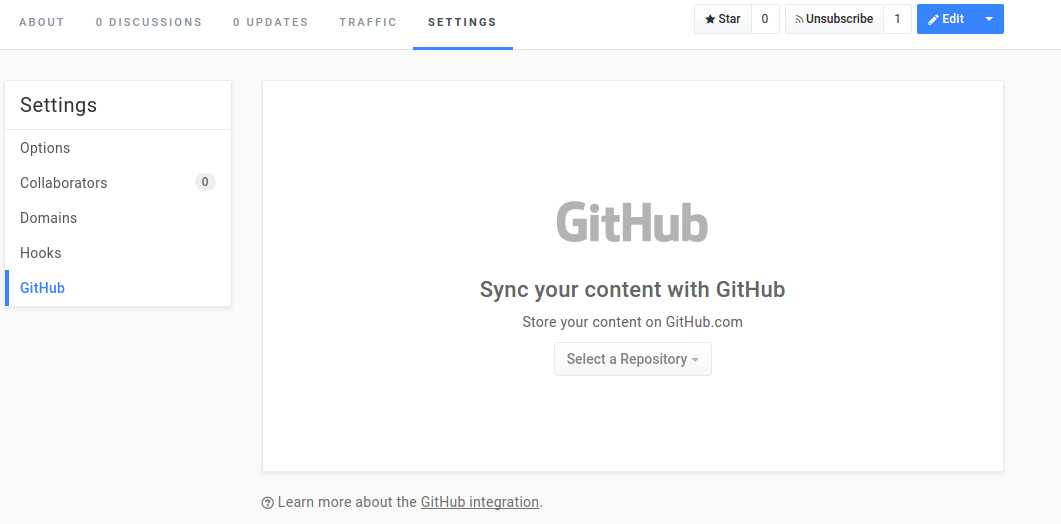 ABOUT 0 DISCUSSIONS 0 UPDATES TRAFFIC SETTINGS Star 0 Unsubscribe 1 Edit
Settings
Options
Collaborators 0
Domains
Hooks
GitHub
GitHub
Sync your content with GitHub
Store your content on GitHub.com
Select a Repository
Learn more about the GitHub integration.